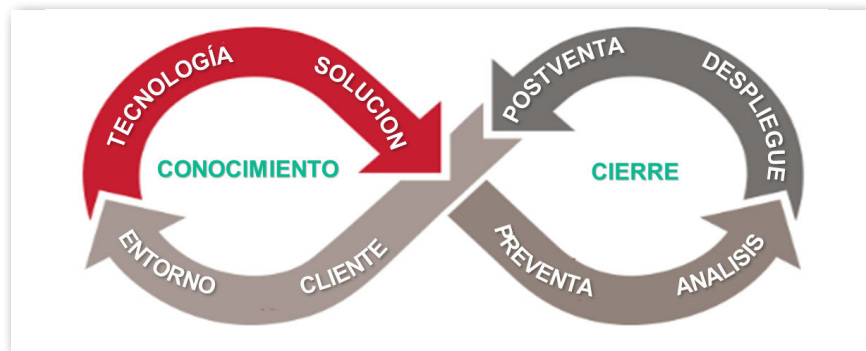 TECNOLOGÍA
SOLUCION
POSTVENTA
DESPLIEGUE
CONOCIMIENTO
CIERRE
ENTORNO
CLIENTE
PREVENTA
ANALISIS